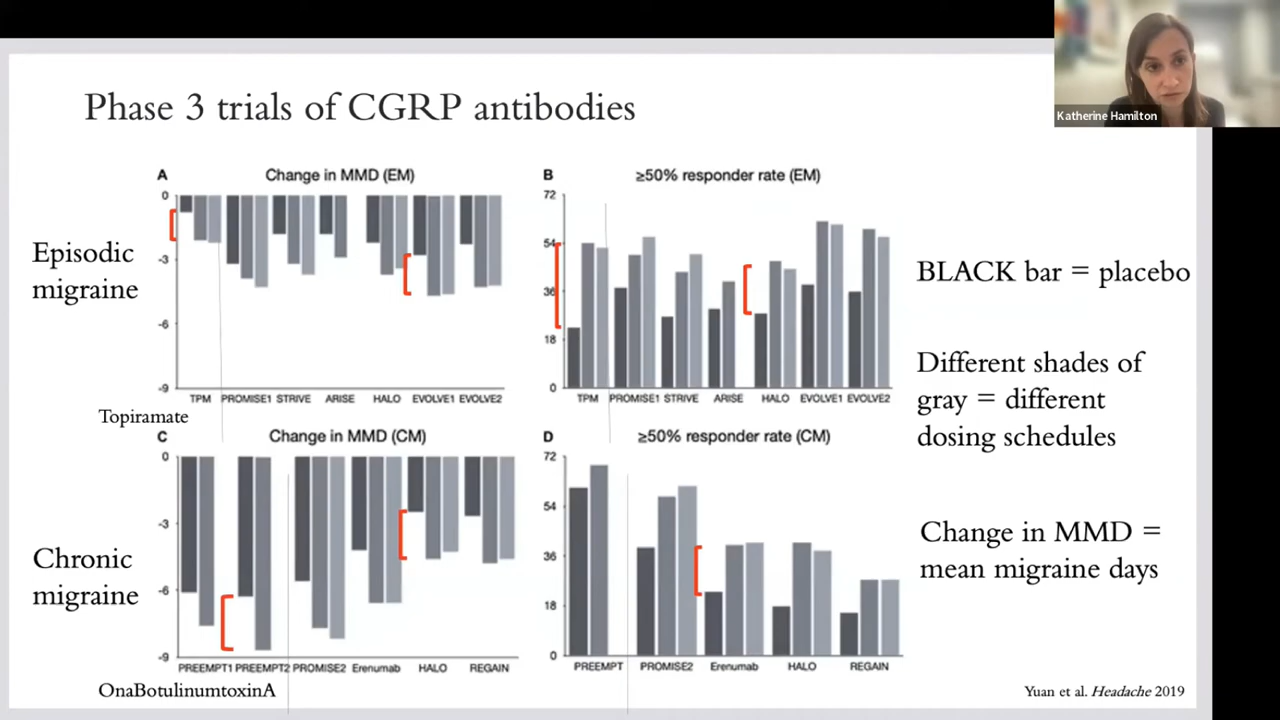 Katherine Hamilton
Phase 3 trials of CGRP antibodies
Episodic
migraine
A
Change in MMD (EM)
0
-3
-6
-9
TPM PROMISE1 STRIVE ARISE HALO EVOLVE1 EVOLVE2
Topiramate
B
≥50% responder rate (EM)
72
54
36
18
0
TPM PROMISE1 STRIVE ARISE HALO EVOLVE1 EVOLVE2
Chronic
migraine
C
Change in MMD (CM)
0
-3
-6
-9
PREEMPT1 PREEMPT2 PROMISE2 Erenumab HALO REGAIN
OnaBotulinumtoxinA
D
≥50% responder rate (CM)
72
54
36
18
0
PREEMPT PROMISE2 Erenumab HALO REGAIN
BLACK bar = placebo
Different shades of
gray = different
dosing schedules
Change in MMD =
mean migraine days
Yuan et al. Headache 2019